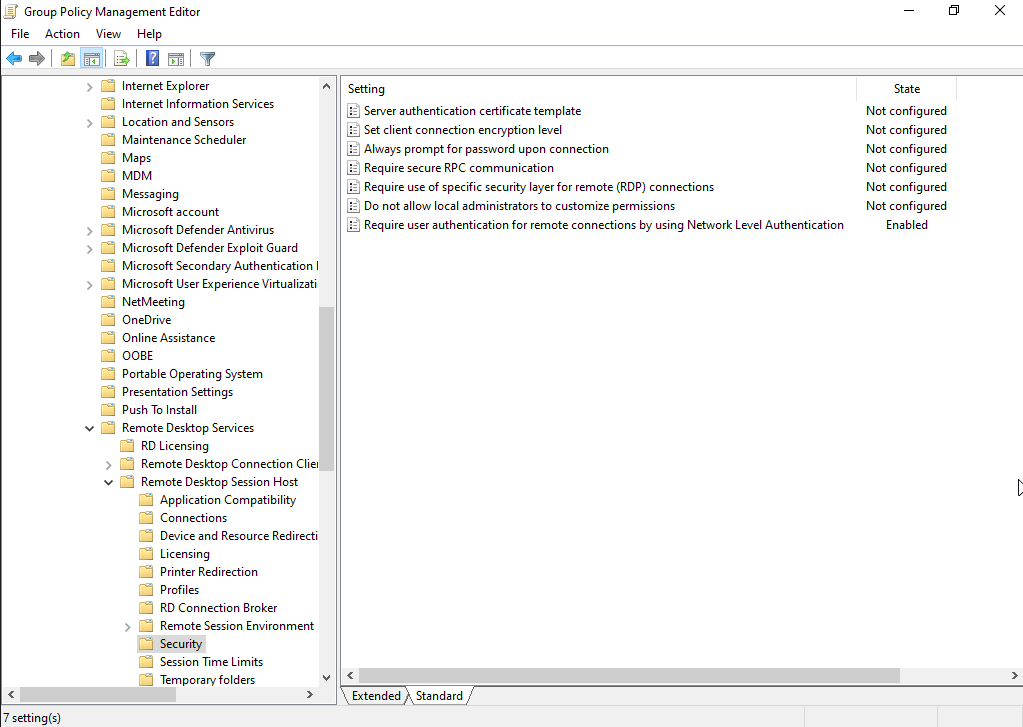 Group Policy Management Editor
File Action View Help
Internet Explorer
Internet Information Services
Location and Sensors
Maintenance Scheduler
Maps
MDM
Messaging
Microsoft account
Microsoft Defender Antivirus
Microsoft Defender Exploit Guard
Microsoft Secondary Authentication
Microsoft User Experience Virtualizati
NetMeeting
OneDrive
Online Assistance
OOBE
Portable Operating System
Presentation Settings
Push To Install
Remote Desktop Services
RD Licensing
Remote Desktop Connection Clie
Remote Desktop Session Host
Application Compatibility
Connections
Device and Resource Redirecti
Licensing
Printer Redirection
Profiles
RD Connection Broker
Remote Session Environment
Security
Session Time Limits
Temporary folders
Setting State
Server authentication certificate template Not configured
Set client connection encryption level Not configured
Always prompt for password upon connection Not configured
Require secure RPC communication Not configured
Require use of specific security layer for remote (RDP) connections Not configured
Do not allow local administrators to customize permissions Not configured
Require user authentication for remote connections by using Network Level Authentication Enabled
Extended Standard
7 setting(s)